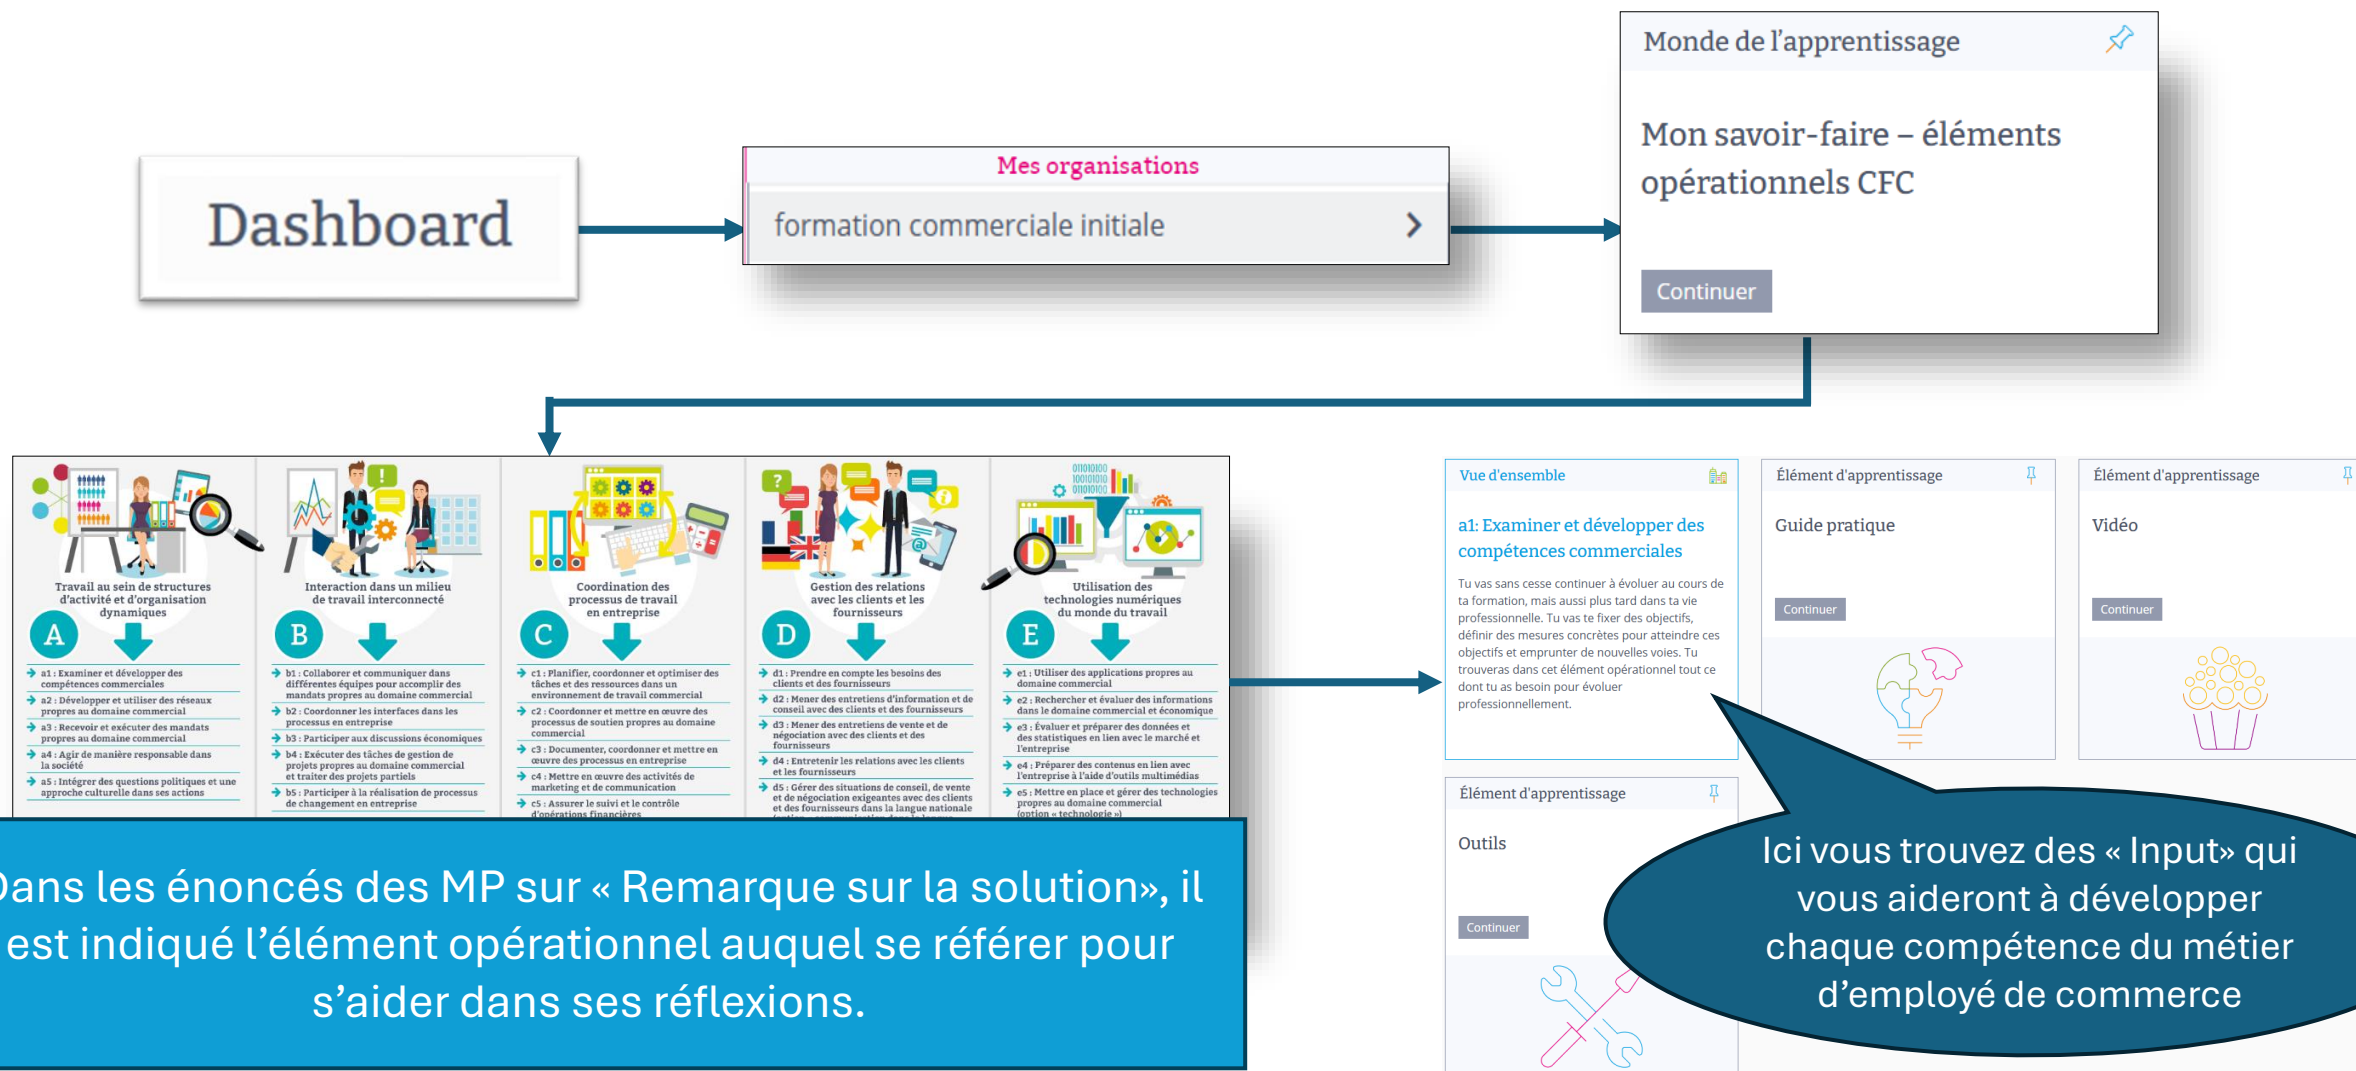 Dashboard
Mes organisations
formation commerciale initiale
Monde de l'apprentissage
Mon savoir-faire – éléments
opérationnels CFC
Continuer
Travail au sein de structures
d'activité et d'organisation
dynamiques
A
a1 : Examiner et développer des
compétences commerciales
a2 : Développer et utiliser des réseaux
propres au domaine commercial
a3 : Recevoir et exécuter des mandats
propres au domaine commercial
a4 : Agir de manière responsable dans
la société
a5 : Intégrer des questions politiques et une
approche culturelle dans ses actions
Interaction dans un milieu
de travail interconnecté
B
b1 : Collaborer et communiquer dans
différentes équipes pour accomplir des
mandats propres au domaine commercial
b2 : Coordonner les interfaces dans les
processus en entreprise
b3 : Participer aux discussions économiques
b4 : Exécuter des tâches de gestion de
projets propres au domaine commercial
et traiter des projets partiels
b5 : Participer à la réalisation de processus
de changement en entreprise
Coordination des
processus de travail
en entreprise
C
c1 : Planifier, coordonner et optimiser des
tâches et des ressources dans un
environnement de travail commercial
c2 : Coordonner et mettre en œuvre des
processus de soutien propres au domaine
commercial
c3 : Documenter, coordonner et mettre en
œuvre des processus en entreprise
c4 : Mettre en œuvre des activités de
marketing et de communication
c5 : Assurer le suivi et le contrôle
d'opérations financières
Gestion des relations
avec les clients et les
fournisseurs
D
d1 : Prendre en compte les besoins des
clients et des fournisseurs
d2 : Mener des entretiens d'information et de
conseil avec des clients et des fournisseurs
d3 : Mener des entretiens de vente et de
négociation avec des clients et des
fournisseurs
d4 : Entretenir les relations avec les clients
et les fournisseurs
d5 : Gérer des situations de conseil, de vente
et de négociation exigeantes avec des clients
et des fournisseurs dans la langue nationale
01101010
10010101
01101010
Utilisation des
technologies numériques
du monde du travail
E
e1 : Utiliser des applications propres au
domaine commercial
e2 : Rechercher et évaluer des informations
dans le domaine commercial et économique
e3 : Évaluer et préparer des données et
des statistiques en lien avec le marché et
l'entreprise
e4 : Préparer des contenus en lien avec
l'entreprise à l'aide d'outils multimédias
e5 : Mettre en place et gérer des technologies
propres au domaine commercial
(option « technologie »)
Dans les énoncés des MP sur « Remarque sur la solution», il
est indiqué l'élément opérationnel auquel se référer pour
s'aider dans ses réflexions.
Vue d'ensemble
a1: Examiner et développer des
compétences commerciales
Tu vas sans cesse continuer à évoluer au cours de
ta formation, mais aussi plus tard dans ta vie
professionnelle. Tu vas te fixer des objectifs,
définir des mesures concrètes pour atteindre ces
objectifs et emprunter de nouvelles voies. Tu
trouveras dans cet élément opérationnel tout ce
dont tu as besoin pour évoluer
professionnellement.
Élément d'apprentissage
Guide pratique
Continuer
Élément d'apprentissage
Vidéo
Continuer
Élément d'apprentissage
Outils
Continuer
Ici vous trouvez des « Input» qui
vous aideront à développer
chaque compétence du métier
d'employé de commerce